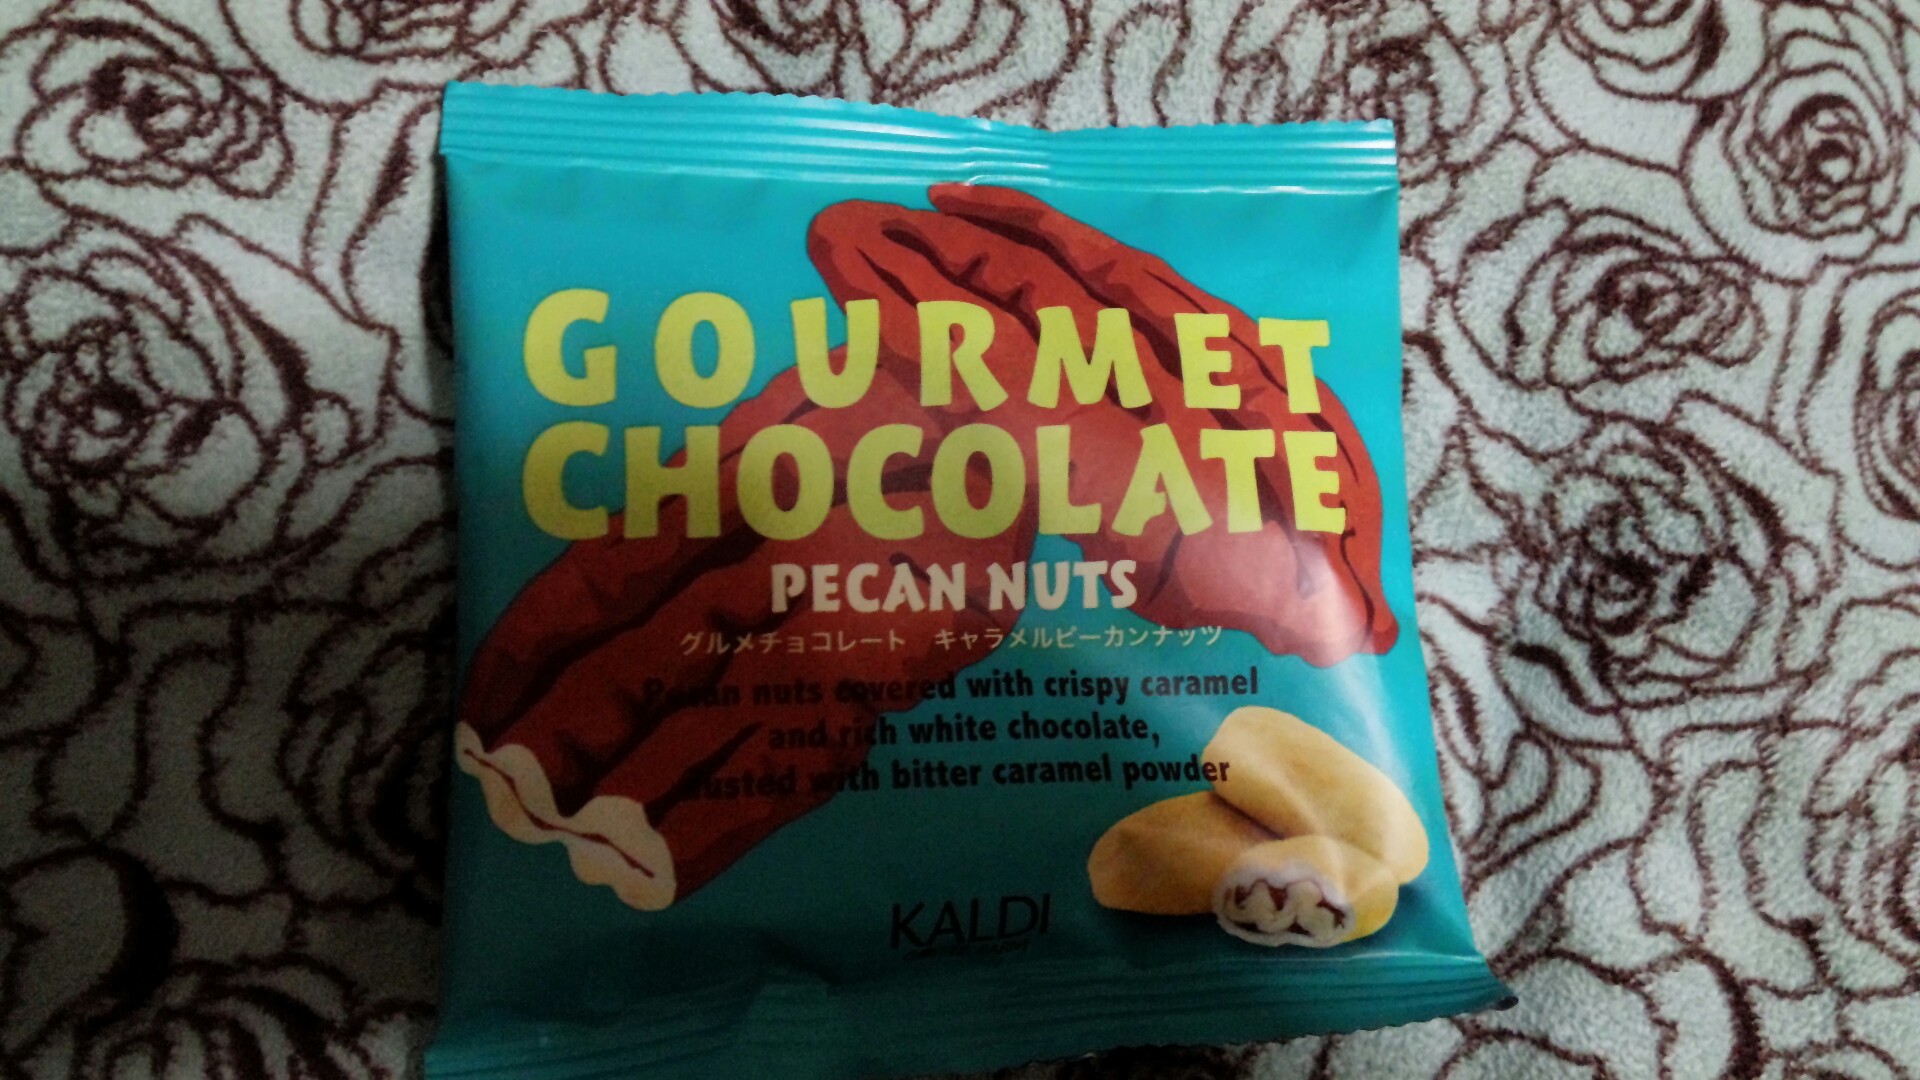 GOURMET
CHOCOLATE
PECAN NUTS
グルメチョコレート キャラメルピーカンナッツ
Pecan nuts covered with crispy caramel
and rich white chocolate,
dusted with bitter caramel powder
KALDI